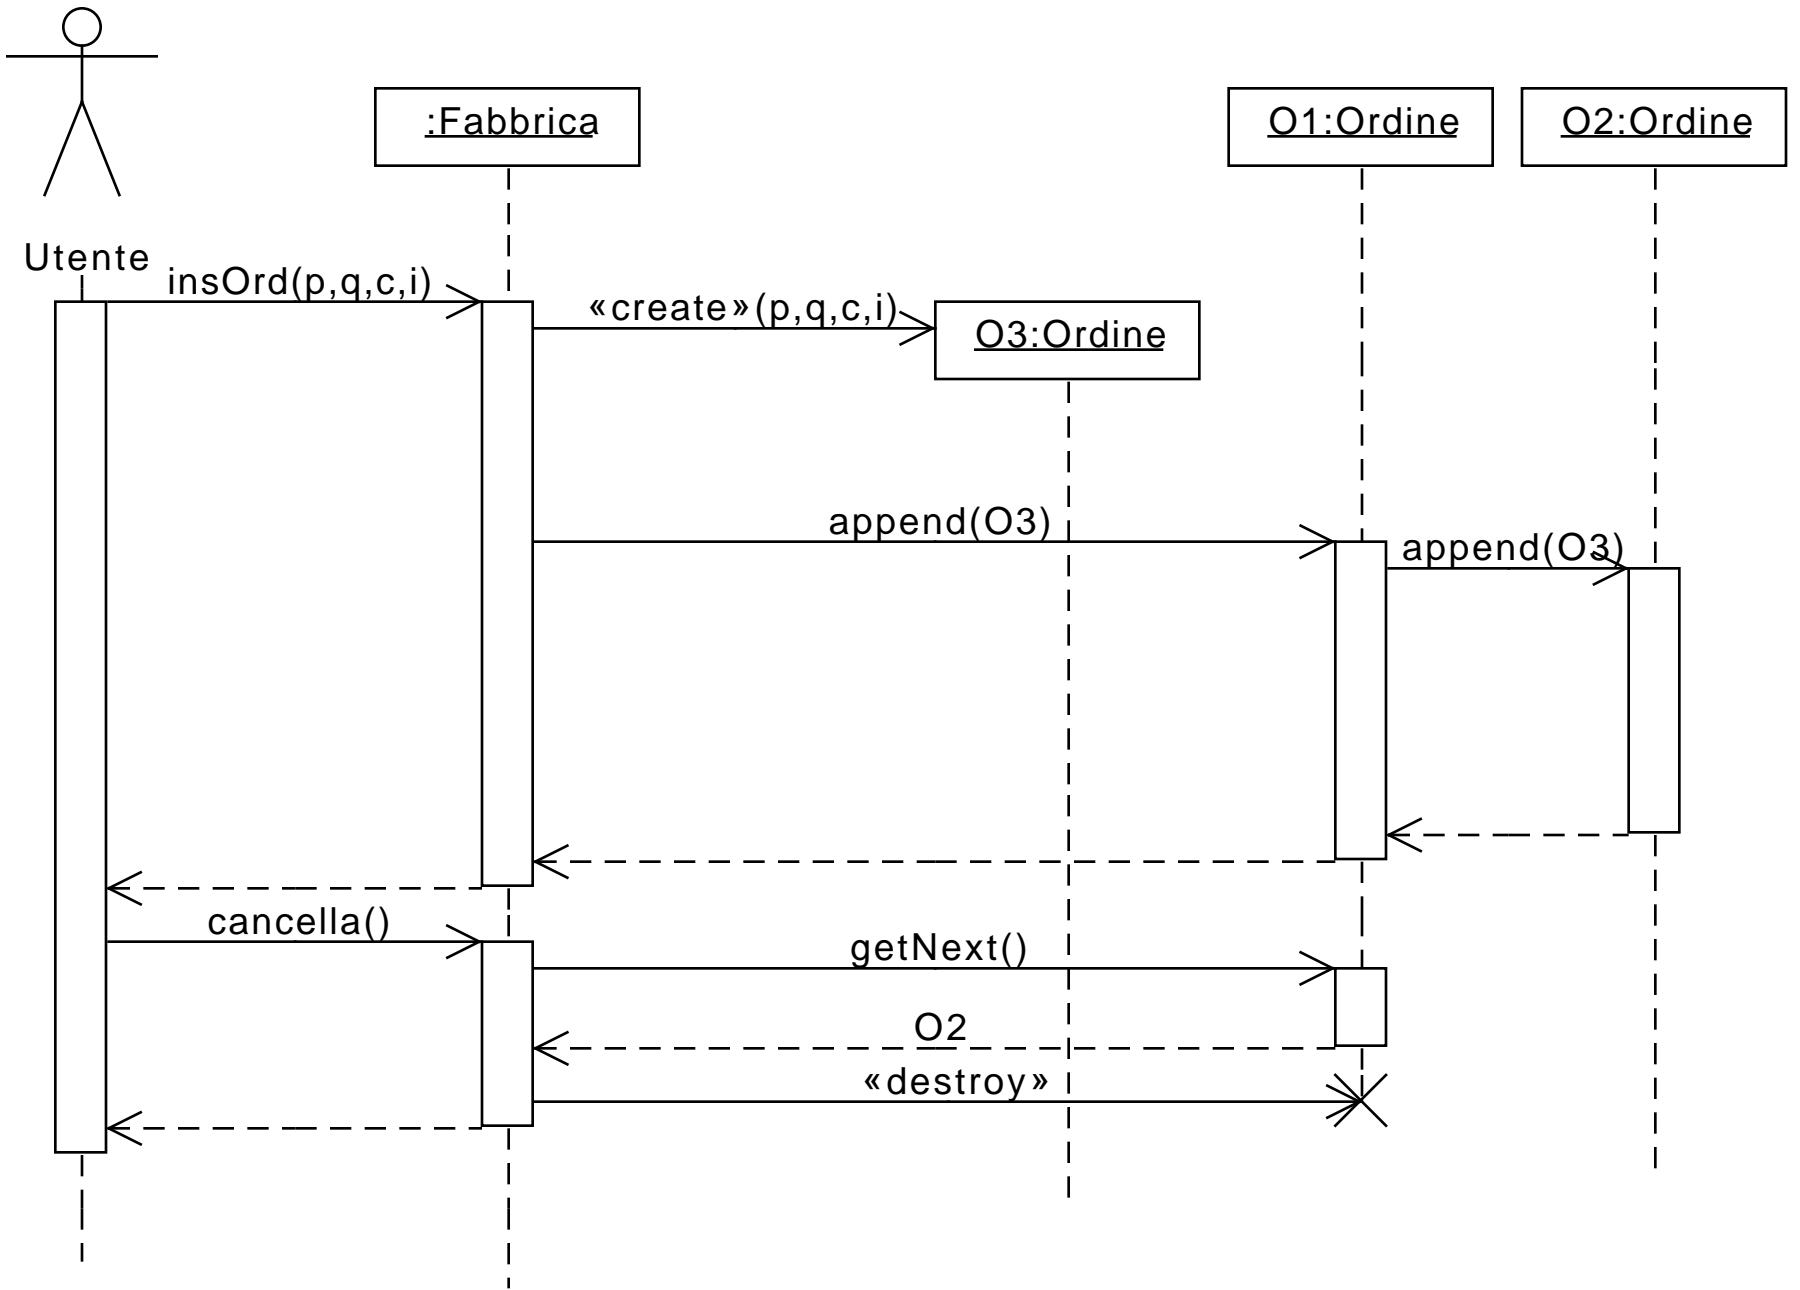 :Fabbrica
O1:Ordine
O2:Ordine
Utente
insOrd(p,q,c,i)
«create»(p,q,c,i)
O3:Ordine
append(O3)
append(O3)
cancella()
getNext()
O2
«destroy»